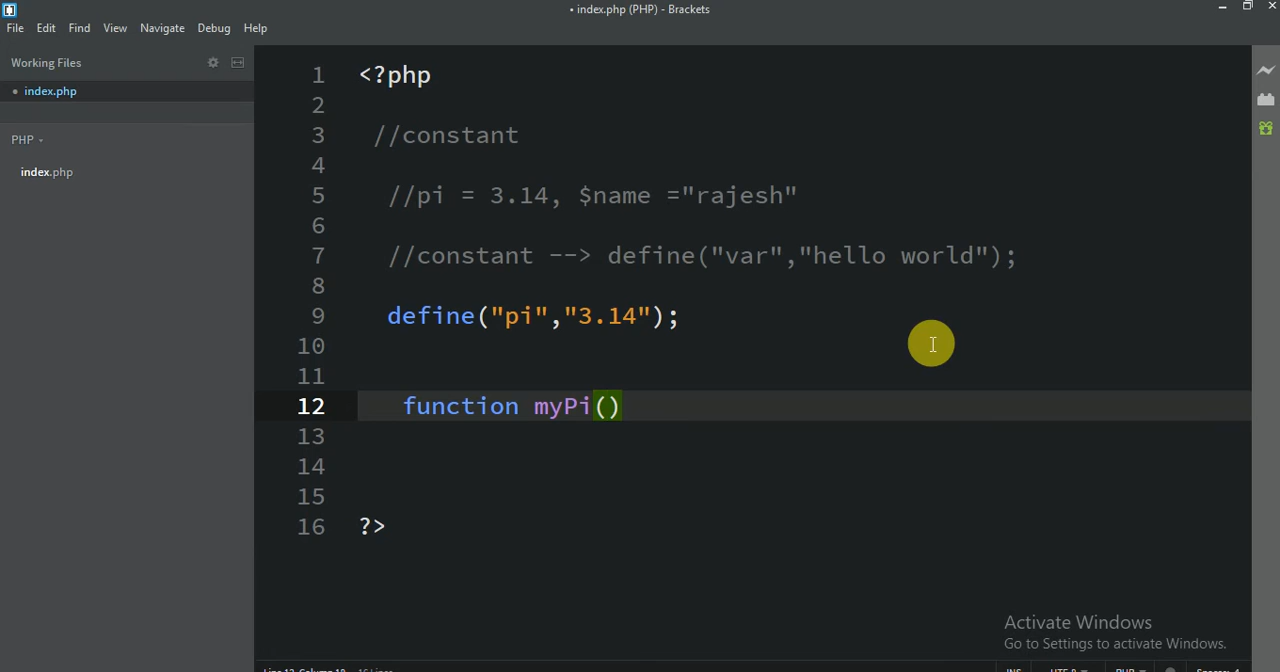 • index.php (PHP) - Brackets
File Edit Find View Navigate Debug Help
Working Files
• index.php
PHP
index.php
1 <?php
2
3 //constant
4
5 //pi = 3.14, $name ="rajesh"
6
7 //constant --> define("var","hello world");
8
9 define("pi","3.14");
10
11
12 function myPi()
13
14
15
16 ?>
Activate Windows
Go to Settings to activate Windows.